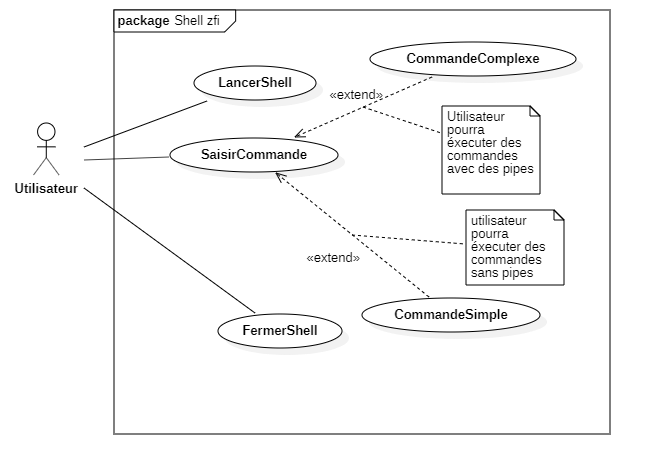 package Shell zfi
CommandeComplexe
LancerShell
«extend»
Utilisateur
pourra
éxecuter des
commandes
avec des pipes
SaisirCommande
Utilisateur
utilisateur
pourra
éxecuter des
commandes
sans pipes
«extend»
CommandeSimple
FermerShell